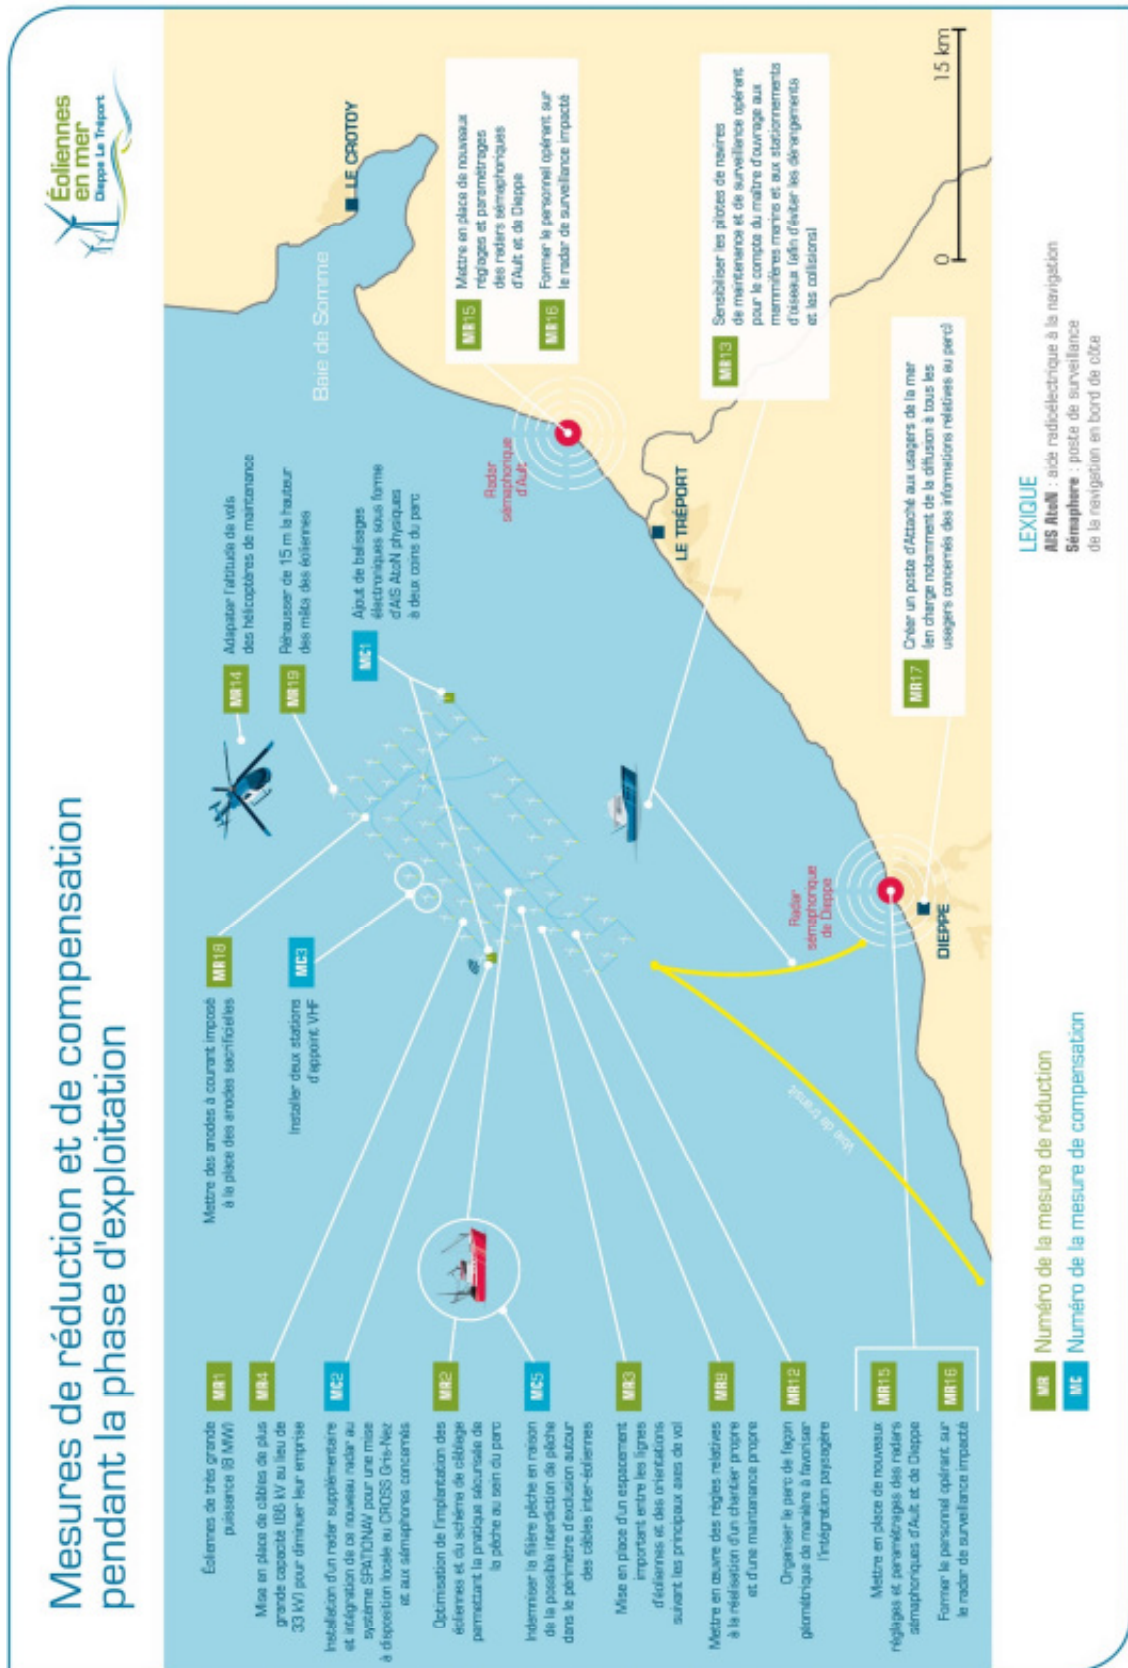 Mesures de réduction et de compensation
pendant la phase d'exploitation
Éoliennes
en mer
Dieppe Le Tréport
MR1
Éoliennes de très grande
puissance (8 MW)
MR4
Mise en place de câbles de plus
grande capacité (66 kV au lieu de
33 kV) pour diminuer leur emprise
MC2
Installation d'un radar supplémentaire
et intégration de ce nouveau radar au
système SPATIONAV pour une mise
à disposition locale au CROSS Gris-Nez
et aux sémaphores concernés
MR2
Optimisation de l'implantation des
éoliennes et du schéma de câblage
permettant la pratique sécurisée de
la pêche au sein du parc
MC5
Indemniser la filière pêche en raison
de la possible interdiction de pêche
dans le périmètre d'exclusion autour
des câbles inter-éoliennes
MR3
Mise en place d'un espacement
important entre les lignes
d'éoliennes et des orientations
suivant les principaux axes de vol
MR9
Mettre en œuvre des règles relatives
à la réalisation d'un chantier propre
et d'une maintenance propre
MR12
Organiser le parc de façon
géométrique de manière à favoriser
l'intégration paysagère
MR15
Mettre en place de nouveaux
réglages et paramétrages des radars
sémaphoriques d'Ault et de Dieppe
MR16
Former le personnel opérant sur
le radar de surveillance impacté
MR18
Mettre des anodes à courant imposé
à la place des anodes sacrificielles
MC3
Installer deux stations
d'appoint VHF
MR14
Adapatar l'altitude de vols
des hélicoptères de maintenance
MR19
Réhausser de 15 m la hauteur
des mâts des éoliennes
MC1
Ajout de balisages
électroniques sous forme
d'AIS AtoN physiques
à deux coins du parc
Baie de Somme
LE CROTOY
MR15
Mettre en place de nouveaux
réglages et paramétrages
des radars sémaphoriques
d'Ault et de Dieppe
MR16
Former le personnel opérant sur
le radar de surveillance impacté
Radar
sémaphorique
d'Ault
LE TRÉPORT
MR13
Sensibiliser les pilotes de navires
de maintenance et de surveillance opérant
pour le compte du maître d'ouvrage aux
mammifères marins et aux stationnements
d'oiseaux (afin d'éviter les dérangements
et les collisions)
Radar
sémaphorique
de Dieppe
DIEPPE
MR17
Créer un poste d'Attaché aux usagers de la mer
(en charge notamment de la diffusion à tous les
usagers concernés des informations relatives au parc)
Voie de transit
0
15 km
MR
Numéro de la mesure de réduction
MC
Numéro de la mesure de compensation
LEXIQUE
AIS AtoN : aide radioélectrique à la navigation
Sémaphore : poste de surveillance
de la navigation en bord de côte